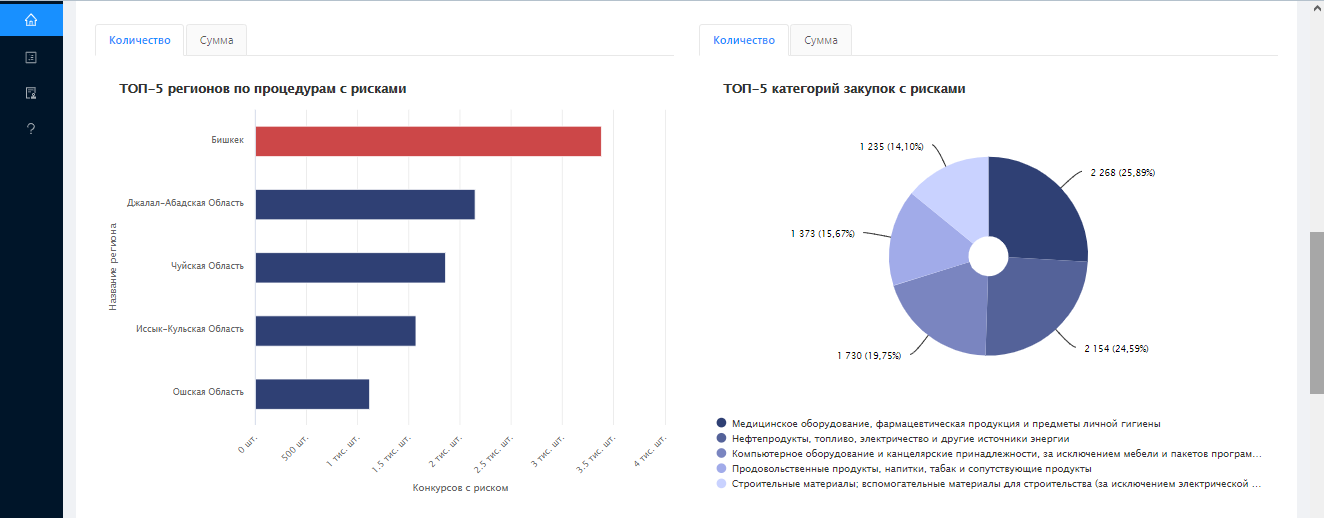 Количество
Сумма
ТОП-5 регионов по процедурам с рисками
Название региона
Бишкек
Джалал-Абадская Область
Чуйская Область
Иссык-Кульская Область
Ошская Область
0 шт.
500 шт.
1 тис. шт.
1.5 тис. шт.
2 тис. шт.
2.5 тис. шт.
3 тис. шт.
3.5 тис. шт.
4 тис. шт.
Конкурсов с риском
Количество
Сумма
ТОП-5 категорий закупок с рисками
1 235 (14,10%)
2 268 (25,89%)
1 373 (15,67%)
1 730 (19,75%)
2 154 (24,59%)
Медицинское оборудование, фармацевтическая продукция и предметы личной гигиены
Нефтепродукты, топливо, электричество и другие источники энергии
Компьютерное оборудование и канцелярские принадлежности, за исключением мебели и пакетов програм...
Продовольственные продукты, напитки, табак и сопутствующие продукты
Строительные материалы; вспомогательные материалы для строительства (за исключением электрической ...